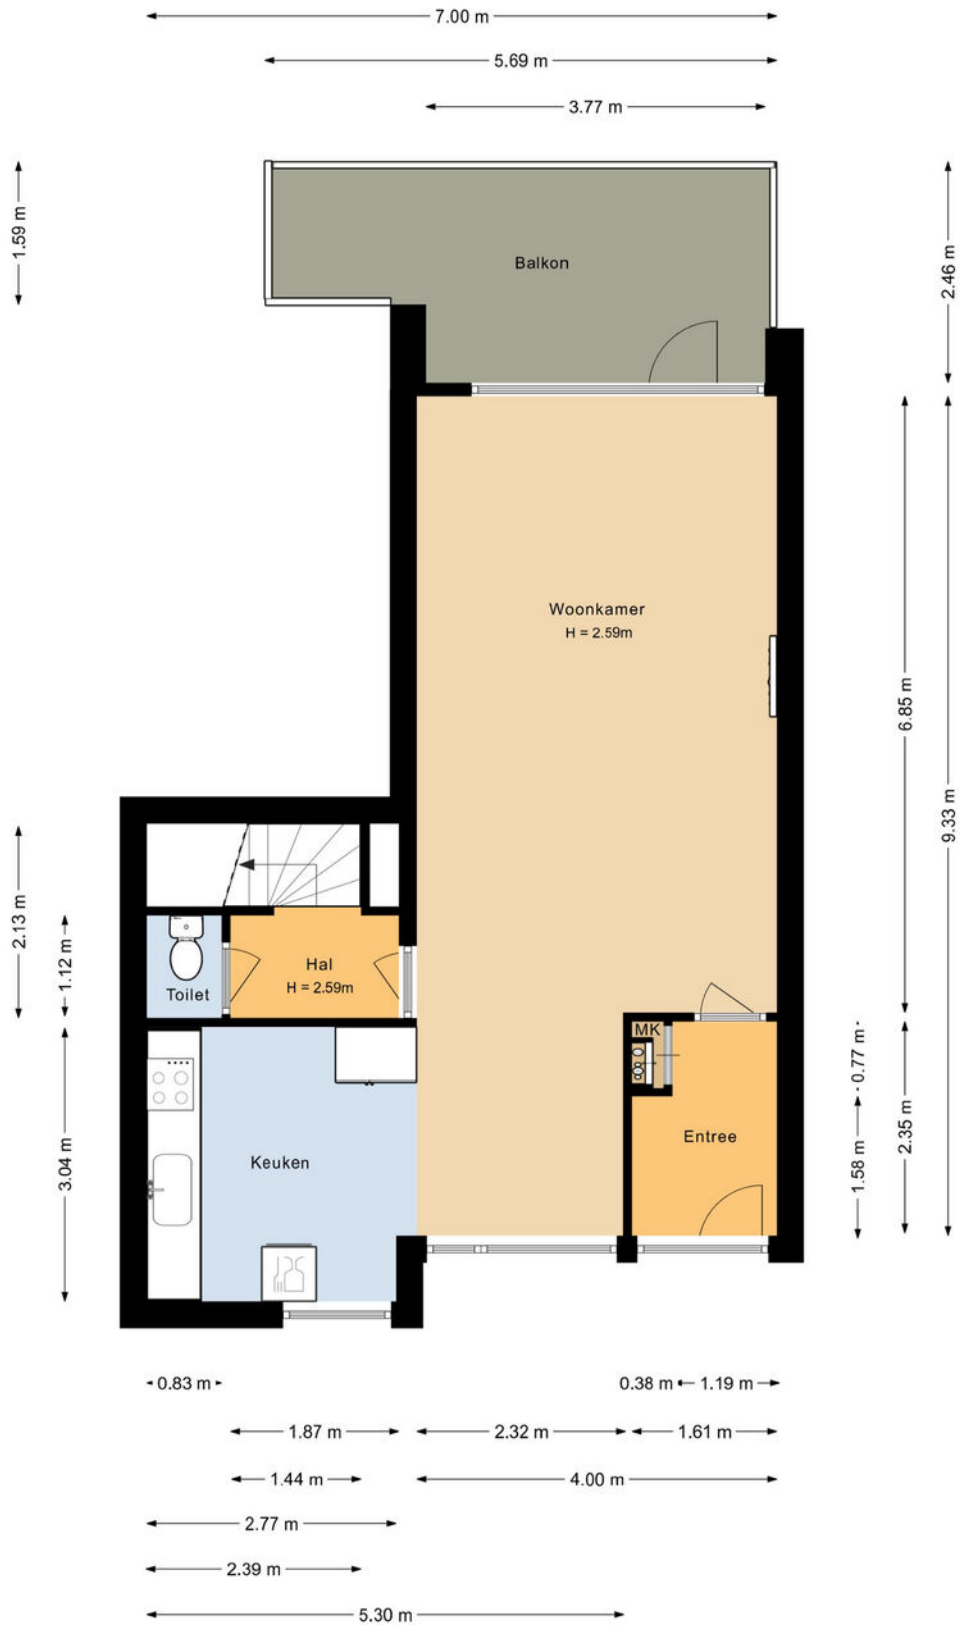 7.00 m
5.69 m
3.77 m
1.59 m
2.46 m
Balkon
Woonkamer
H = 2.59m
6.85 m
9.33 m
2.13 m
1.12 m
Hal
H = 2.59m
Toilet
MK
0.77 m
Entree
2.35 m
1.58 m
3.04 m
Keuken
0.83 m
0.38 m
1.19 m
1.87 m
2.32 m
1.61 m
1.44 m
4.00 m
2.77 m
2.39 m
5.30 m